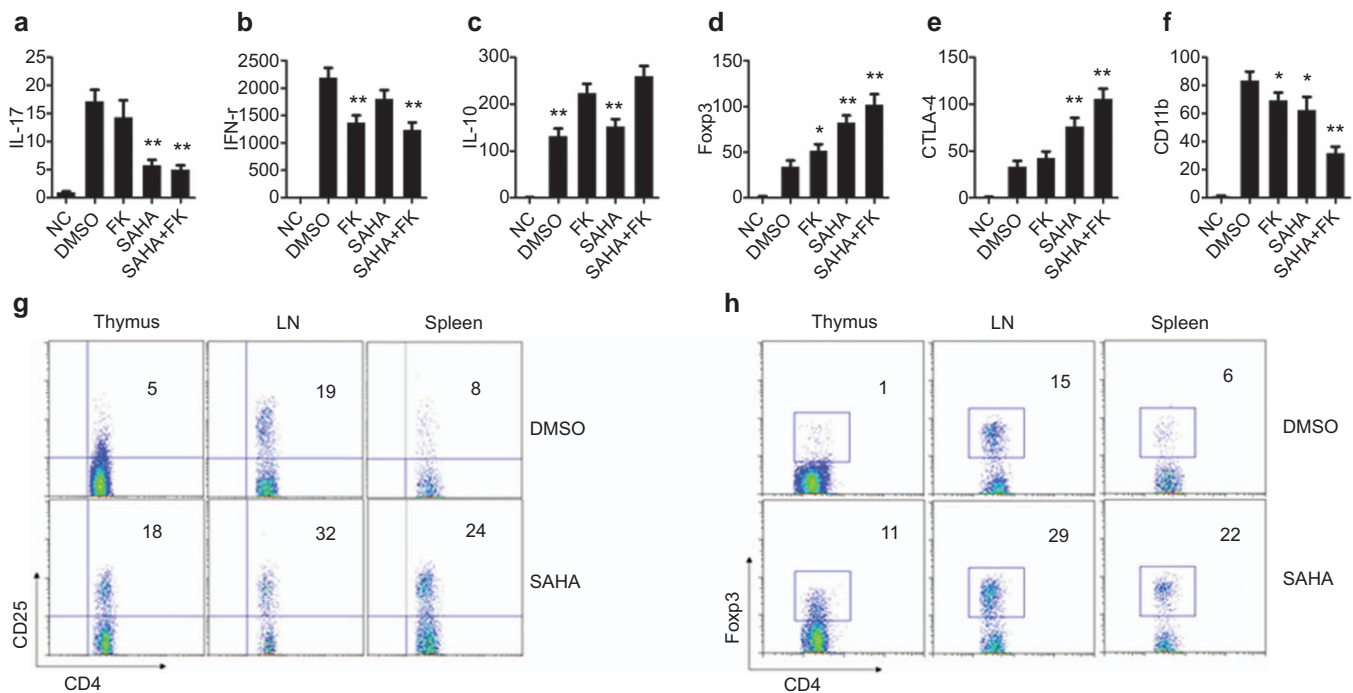 a
IL-17
25
20
15
10
5
0
**
**
NC
DMSO
FK
SAHA
SAHA+FK
b
IFN-r
2500
2000
1500
1000
500
0
**
**
NC
DMSO
FK
SAHA
SAHA+FK
c
IL-10
300
200
100
0
**
**
NC
DMSO
FK
SAHA
SAHA+FK
d
Foxp3
150
100
50
0
*
**
**
NC
DMSO
FK
SAHA
SAHA+FK
e
CTLA-4
150
100
50
0
**
**
NC
DMSO
FK
SAHA
SAHA+FK
f
CD11b
100
80
60
40
20
0
*
*
**
NC
DMSO
FK
SAHA
SAHA+FK
g
Thymus LN Spleen
5 19 8
DMSO
18 32 24
SAHA
CD25
CD4
h
Thymus LN Spleen
1 15 6
DMSO
11 29 22
SAHA
Foxp3
CD4